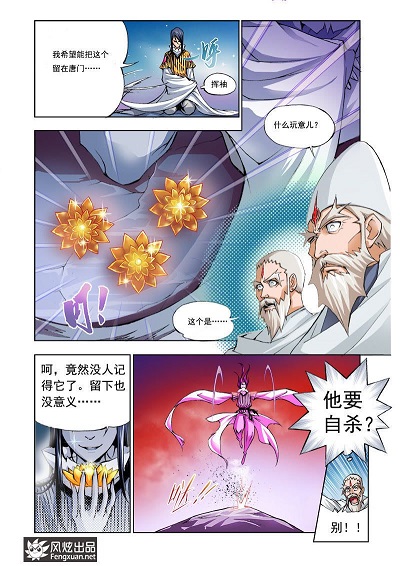 我希望能把这个
留在唐门……
呼
挥袖
什么玩意儿?
叮!
这个是……
呵,竟然没人记
得它了。留下也
没意义……
他要
自杀?
别!!
风炫出品
Fengxuan.net